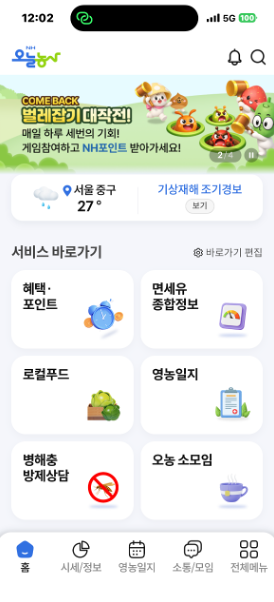 12:02
5G 100
NH
오늘농사
COME BACK
벌레잡기 대작전!
매일 하루 세번의 기회!
게임참여하고 NH포인트 받아가세요!
2 / 4
서울 중구
27 °
기상재해 조기경보
보기
서비스 바로가기
바로가기 편집
혜택·
포인트
면세유
종합정보
로컬푸드
영농일지
병해충
방제상담
오농 소모임
홈
시세/정보
영농일지
소통/모임
전체메뉴